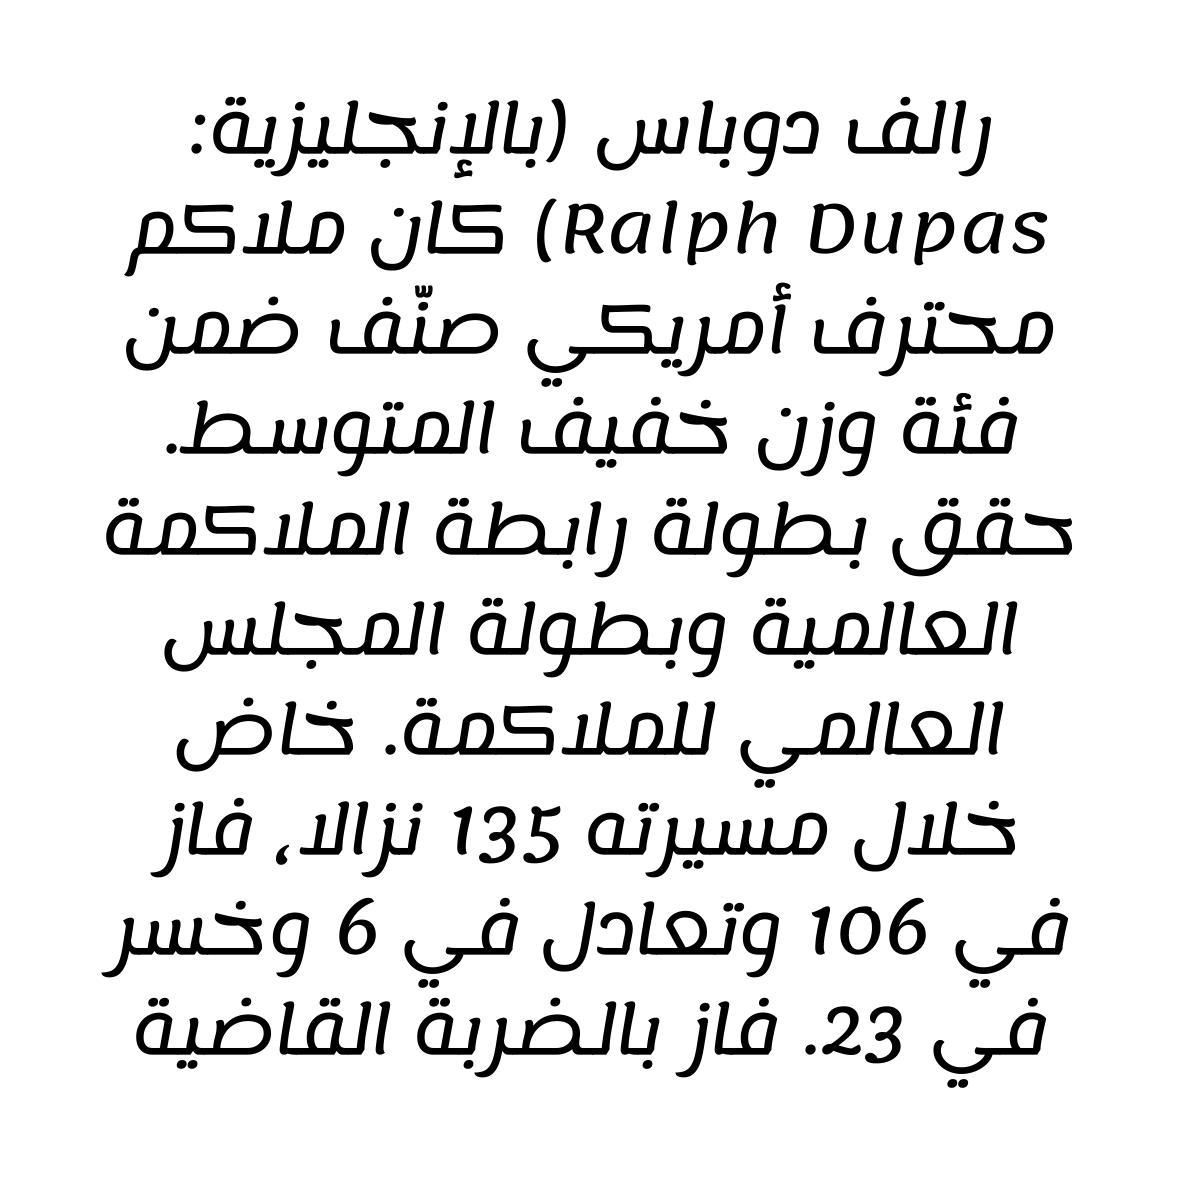 رالف دوباس (بالإنجليزية:
Ralph Dupas) كان ملاكم
محترف أمريكي صنّف ضمن
فئة وزن خفيف المتوسط.
حقق بطولة رابطة الملاكمة
العالمية وبطولة المجلس
العالمي للملاكمة. خاض
خلال مسيرته 135 نزالا، فاز
في 106 وتعادل في 6 وخسر
في 23. فاز بالضربة القاضية